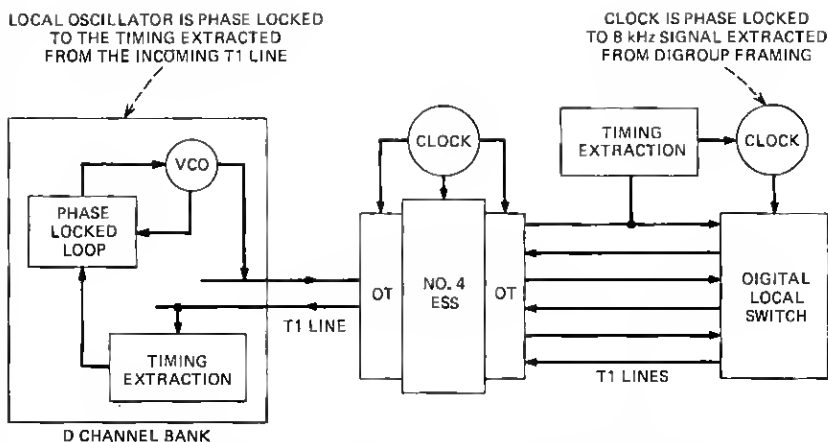 LOCAL OSCILLATOR IS PHASE LOCKED
TO THE TIMING EXTRACTED
FROM THE INCOMING T1 LINE
CLOCK IS PHASE LOCKED
TO 8 kHz SIGNAL EXTRACTED
FROM DIGROUP FRAMING
VCO
PHASE
LOCKED
LOOP
TIMING
EXTRACTION
D CHANNEL BANK
T1 LINE
CLOCK
OT
NO. 4
ESS
OT
TIMING
EXTRACTION
CLOCK
DIGITAL
LOCAL
SWITCH
T1 LINES